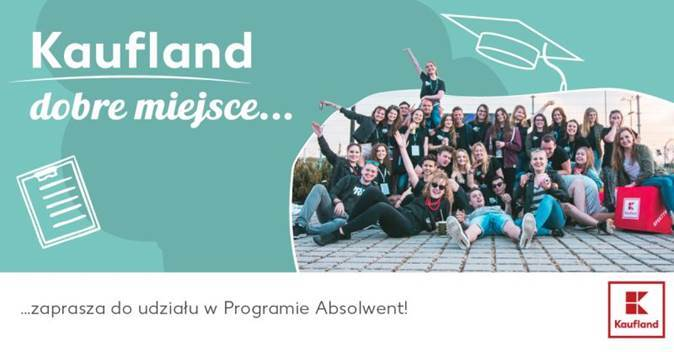 Kaufland
dobre miejsce...
...zaprasza do udziału w Programie Absolwent!
Kaufland